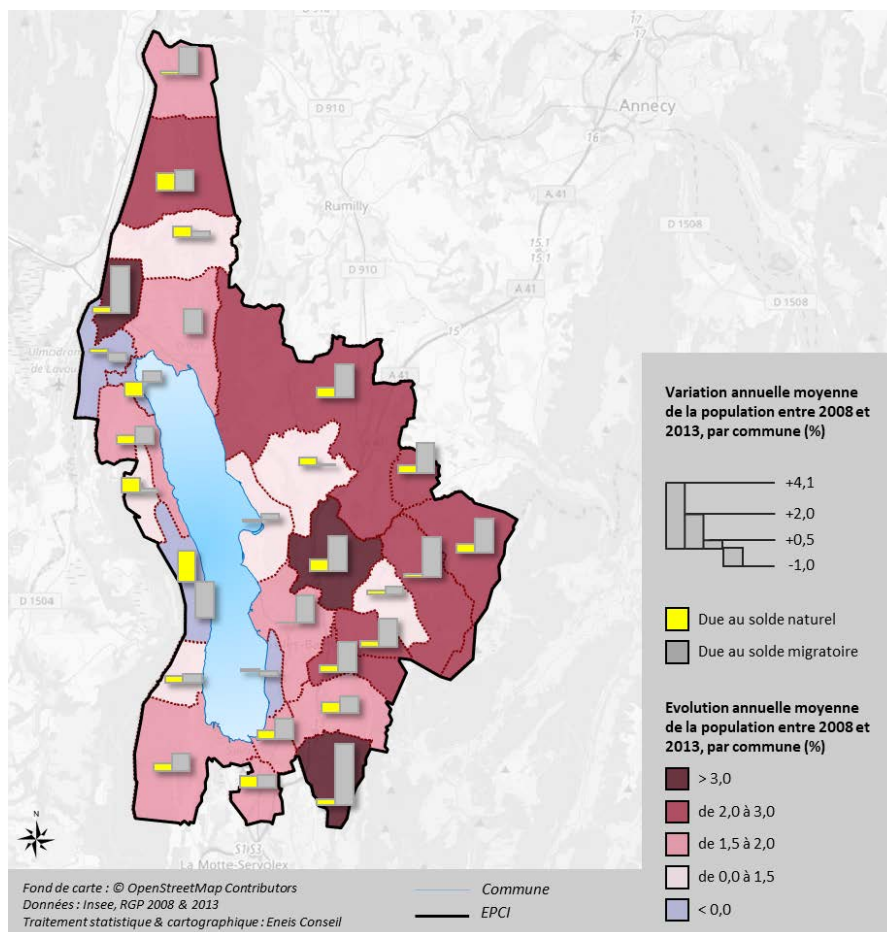 17
17
Annecy
D 910
16
A 41
Rumilly
15.1
15.1
D 1508
D 910
A 41
D 1508
15
A 41
D 1504
La Motte-Servolex
N
Variation annuelle moyenne
de la population entre 2008 et
2013, par commune (%)
+4,1
+2,0
+0,5
-1,0
Due au solde naturel
Due au solde migratoire
Evolution annuelle moyenne
de la population entre 2008 et
2013, par commune (%)
> 3,0
de 2,0 à 3,0
de 1,5 à 2,0
de 0,0 à 1,5
< 0,0
Fond de carte : © OpenStreetMap Contributors
Données : Insee, RGP 2008 & 2013
Traitement statistique & cartographique : Eneis Conseil
Commune
EPCI